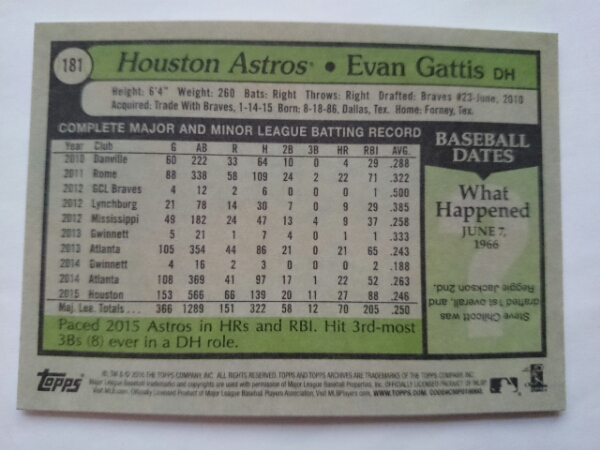 181
Houston Astros • Evan Gattis DH
Height: 6'4" Weight: 260 Bats: Right Throws: Right Drafted: Braves #23-June, 2010
Acquired: Trade With Braves, 1-14-15 Born: 8-18-86, Dallas, Tex. Home: Forney, Tex.
COMPLETE MAJOR AND MINOR LEAGUE BATTING RECORD
Year Club G AB R H 2B 3B HR RBI AVG.
2010 Danville 60 222 33 64 10 0 4 29 .288
2011 Rome 88 338 58 109 24 2 22 71 .322
2012 GCL Braves 4 12 2 6 0 0 0 1 .500
2012 Lynchburg 21 78 14 30 7 0 9 29 .385
2012 Mississippi 49 182 24 47 13 4 9 37 .258
2013 Gwinnett 5 21 1 7 3 0 1 4 .333
2013 Atlanta 105 354 44 86 21 0 21 65 .243
2014 Gwinnett 4 16 2 3 0 0 0 2 .188
2014 Atlanta 108 369 41 97 17 1 22 52 .263
2015 Houston 153 566 66 139 20 11 27 88 .246
Maj. Lea. Totals... 366 1289 151 322 58 12 70 205 .250
Paced 2015 Astros in HRs and RBI. Hit 3rd-most
3Bs (8) ever in a DH role.
BASEBALL
DATES
What
Happened
JUNE 7,
1966
Steve Chilcott was
drafted 1st overall, and
Reggie Jackson 2nd.
Topps